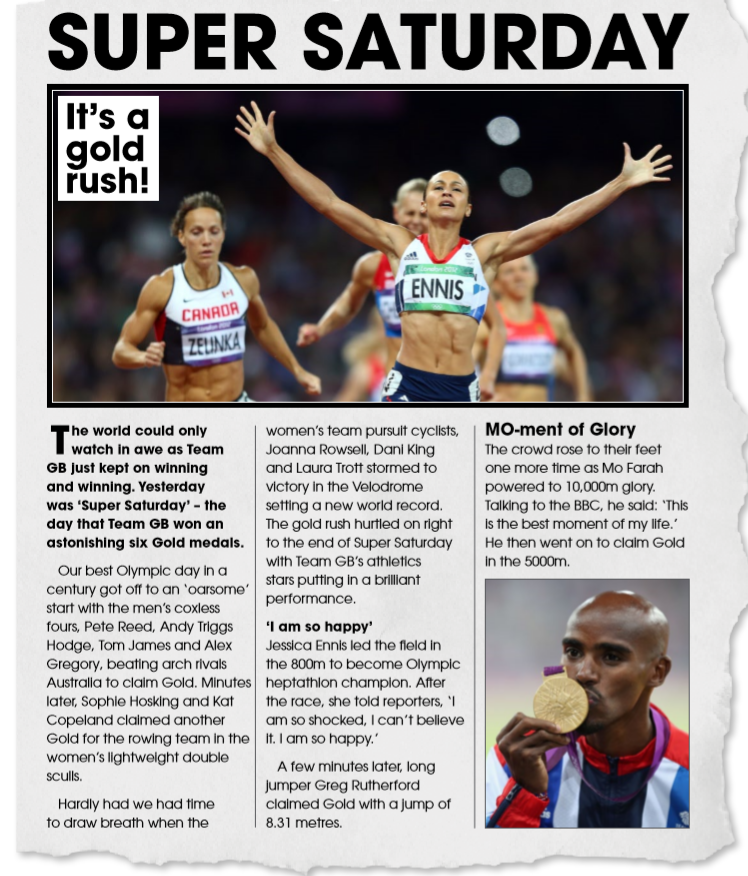 SUPER SATURDAY
It’s a
gold
rush!
CANADA
London 2012
ZELINKA
London 2012
ENNIS
The world could only
watch in awe as Team
GB just kept on winning
and winning. Yesterday
was ‘Super Saturday’ – the
day that Team GB won an
astonishing six Gold medals.
Our best Olympic day in a
century got off to an ‘oarsome’
start with the men’s coxless
fours, Pete Reed, Andy Triggs
Hodge, Tom James and Alex
Gregory, beating arch rivals
Australia to claim Gold. Minutes
later, Sophie Hosking and Kat
Copeland claimed another
Gold for the rowing team in the
women’s lightweight double
sculls.
Hardly had we had time
to draw breath when the
women’s team pursuit cyclists,
Joanna Rowsell, Dani King
and Laura Trott stormed to
victory in the Velodrome
setting a new world record.
The gold rush hurtled on right
to the end of Super Saturday
with Team GB’s athletics
stars putting in a brilliant
performance.
‘I am so happy’
Jessica Ennis led the field in
the 800m to become Olympic
heptathlon champion. After
the race, she told reporters, ‘I
am so shocked, I can’t believe
it. I am so happy.’
A few minutes later, long
jumper Greg Rutherford
claimed Gold with a jump of
8.31 metres.
MO-ment of Glory
The crowd rose to their feet
one more time as Mo Farah
powered to 10,000m glory.
Talking to the BBC, he said: ‘This
is the best moment of my life.’
He then went on to claim Gold
in the 5000m.